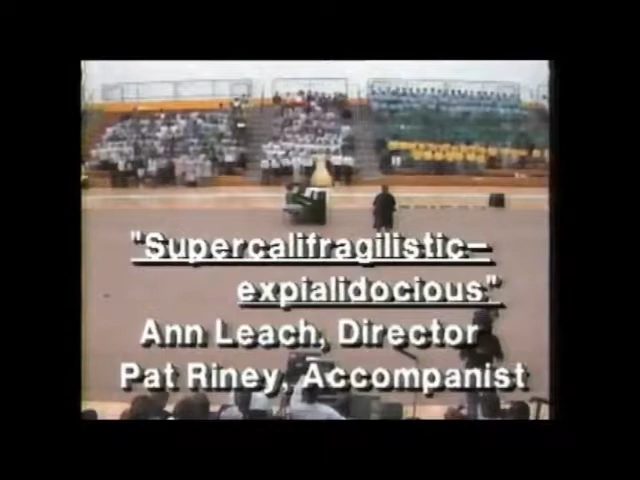 "Supercalifragilistic–
expialidocious"
Ann Leach, Director
Pat Riney, Accompanist